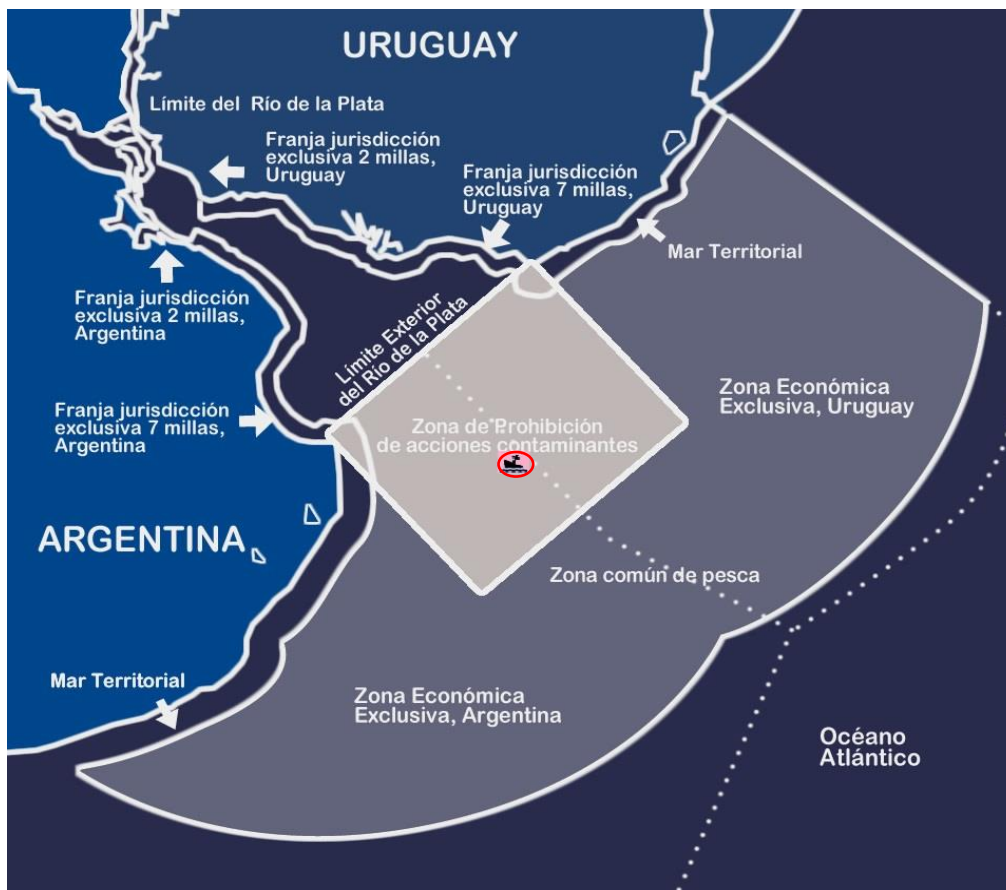 URUGUAY
Límite del Río de la Plata
Franja jurisdicción
exclusiva 2 millas,
Uruguay
Franja jurisdicción
exclusiva 7 millas,
Uruguay
Mar Territorial
Franja jurisdicción
exclusiva 2 millas,
Argentina
Límite Exterior
del Río de la Plata
Zona Económica
Exclusiva, Uruguay
Franja jurisdicción
exclusiva 7 millas,
Argentina
Zona de Prohibición
de acciones contaminantes
ARGENTINA
Zona común de pesca
Mar Territorial
Zona Económica
Exclusiva, Argentina
Océano
Atlántico